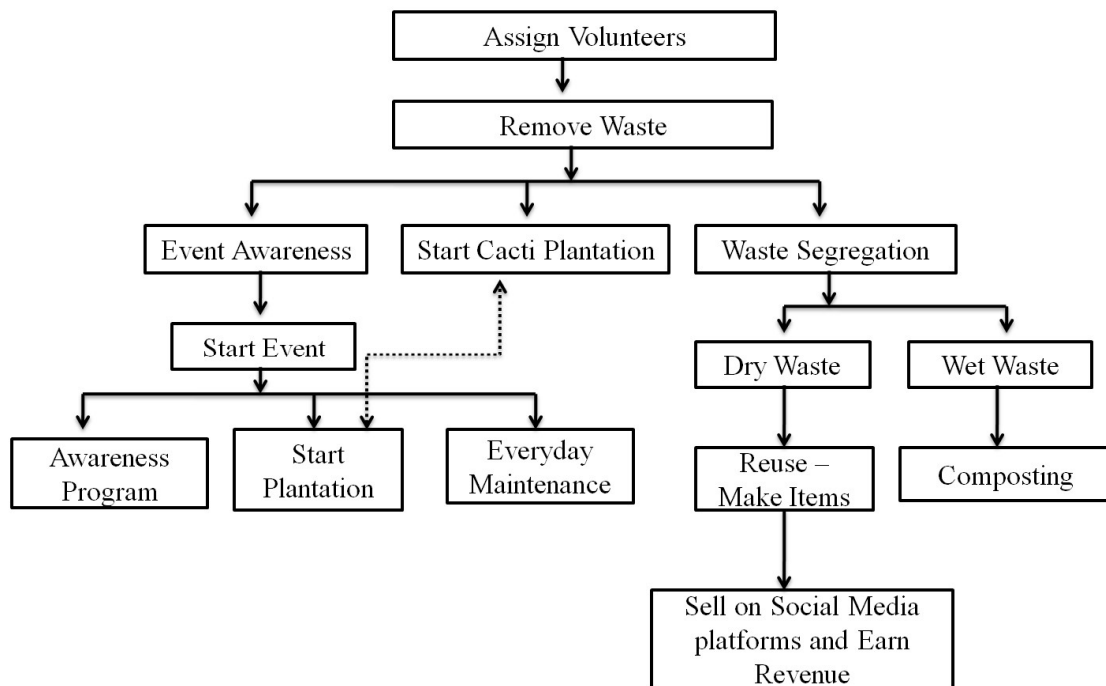 Assign Volunteers
Remove Waste
Event Awareness
Start Cacti Plantation
Waste Segregation
Start Event
Dry Waste
Wet Waste
Awareness
Program
Start
Plantation
Everyday
Maintenance
Reuse –
Make Items
Composting
Sell on Social Media
platforms and Earn
Revenue